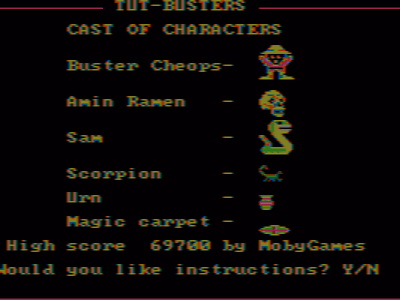 TUT-BUSTERS
CAST OF CHARACTERS
Buster Cheops-
Amin Ramen -
Sam -
Scorpion -
Urn -
Magic carpet -
High score 69700 by MobyGames
Would you like instructions? Y/N